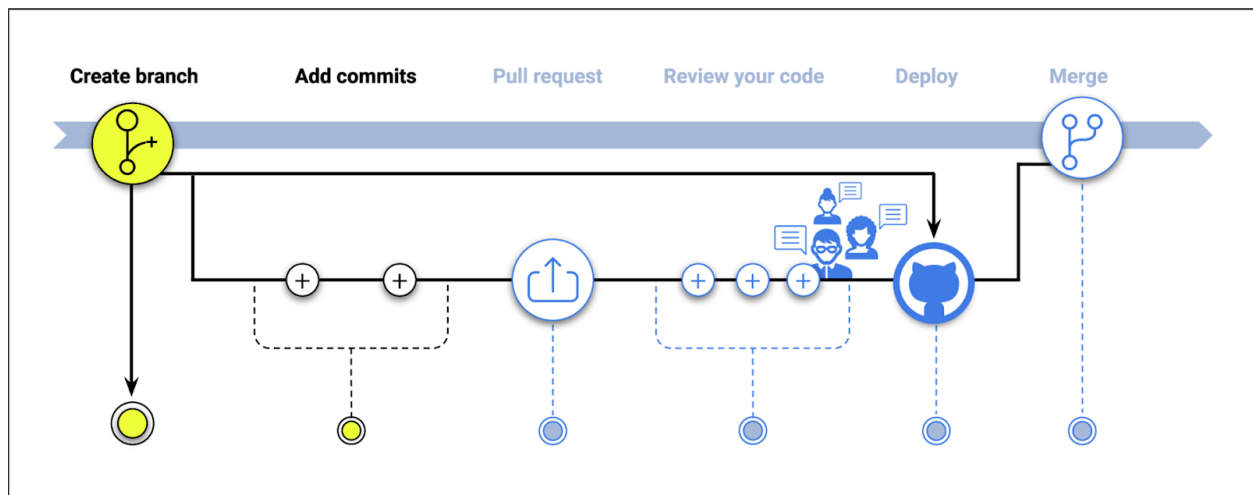 Create branch
Add commits
Pull request
Review your code
Deploy
Merge